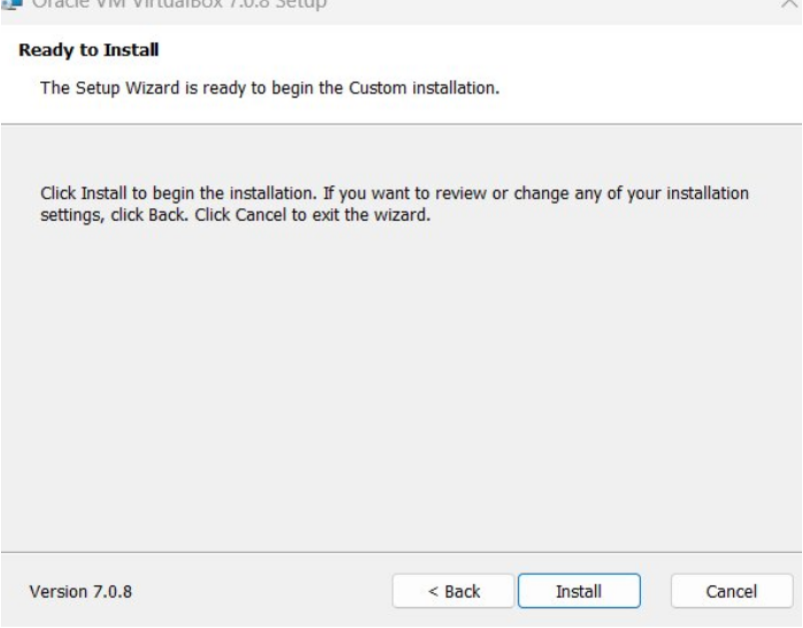 Oracle VM VirtualBox 7.0.8 Setup
Ready to Install
The Setup Wizard is ready to begin the Custom installation.
Click Install to begin the installation. If you want to review or change any of your installation
settings, click Back. Click Cancel to exit the wizard.
Version 7.0.8
< Back
Install
Cancel